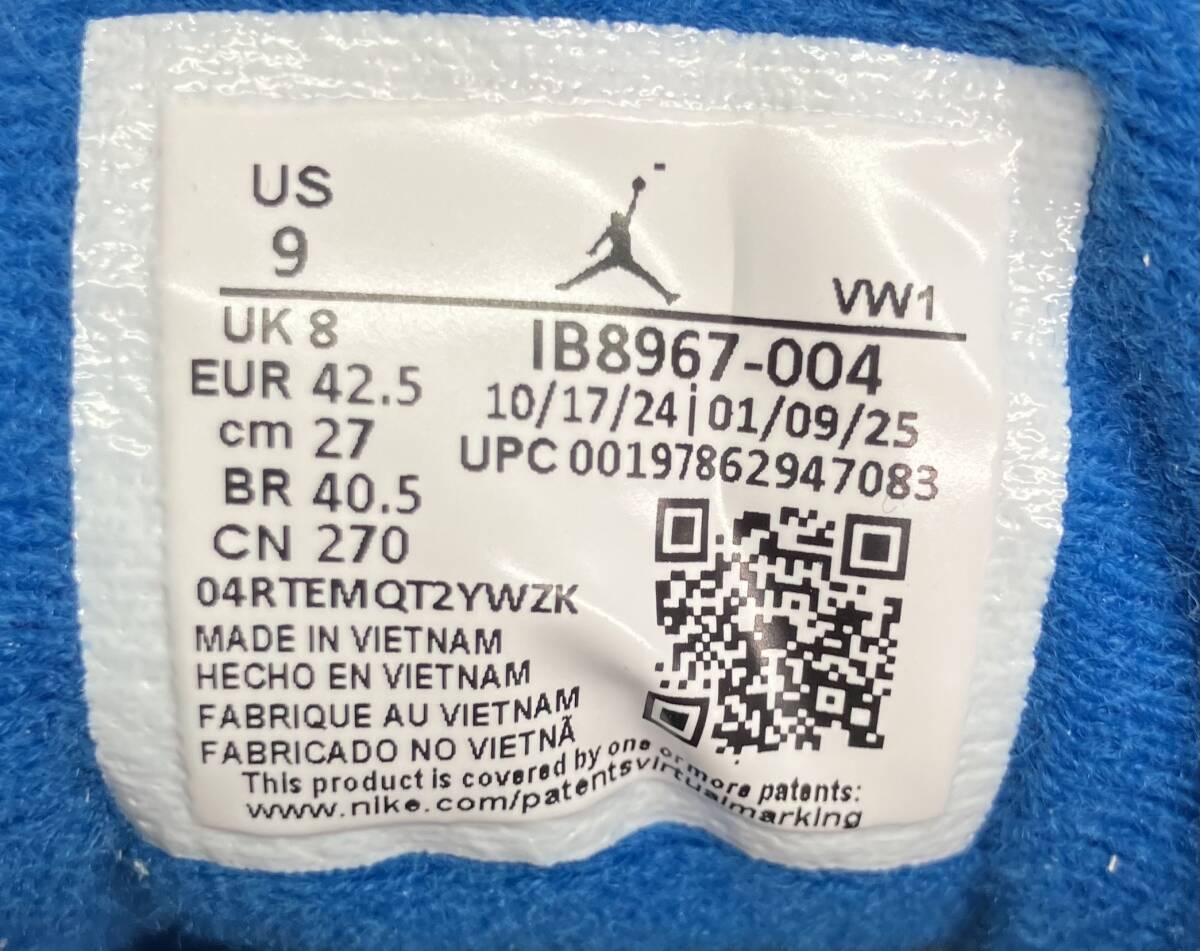 US
9
VW1
UK 8
IB8967-004
EUR 42.5
10/17/24|01/09/25
cm 27
UPC 00197862947083
BR 40.5
CN 270
04RTEMQT2YWZK
MADE IN VIETNAM
HECHO EN VIETNAM
FABRIQUE AU VIETNAM
FABRICADO NO VIETNÃ
This product is covered by one or more patents:
www.nike.com/patentsvirtualmarking